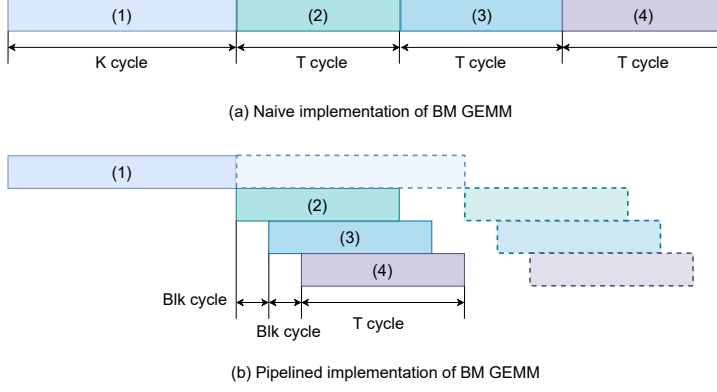 (1) (2) (3) (4)
K cycle T cycle T cycle T cycle
(a) Naive implementation of BM GEMM
(1)
(2)
(3)
(4)
Blk cycle
Blk cycle T cycle
(b) Pipelined implementation of BM GEMM